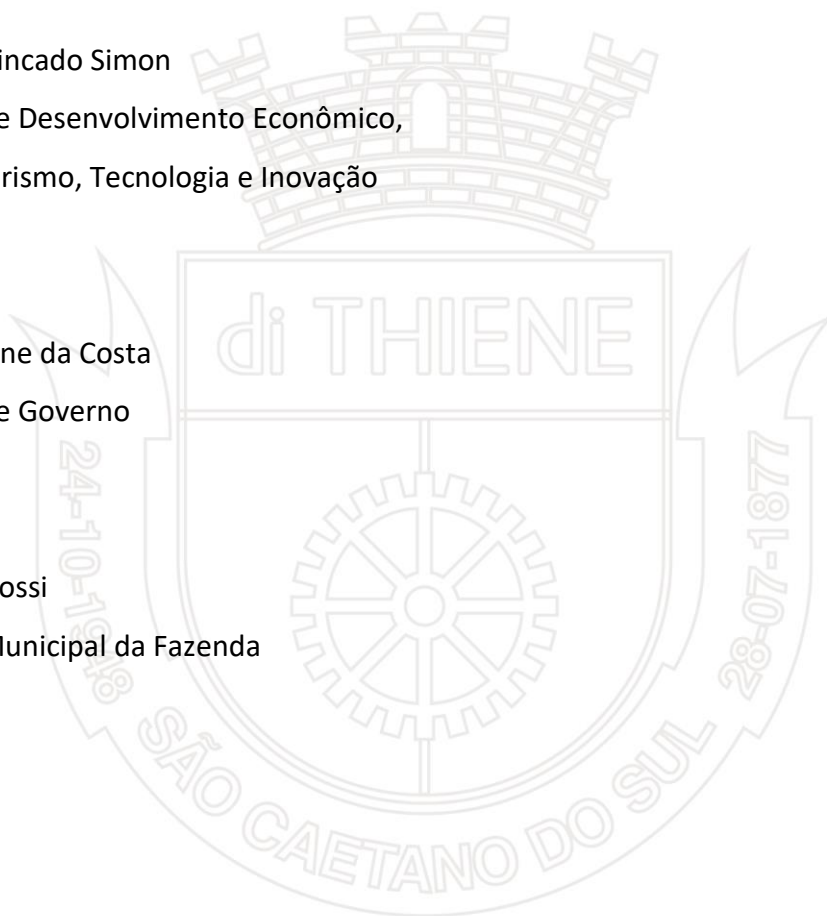 incado Simon
e Desenvolvimento Econômico,
rismo, Tecnologia e Inovação
di THIENE
ne da Costa
e Governo
24-10-1948
28-07-1877
ossi
Municipal da Fazenda
SÃO CAETANO DO SUL